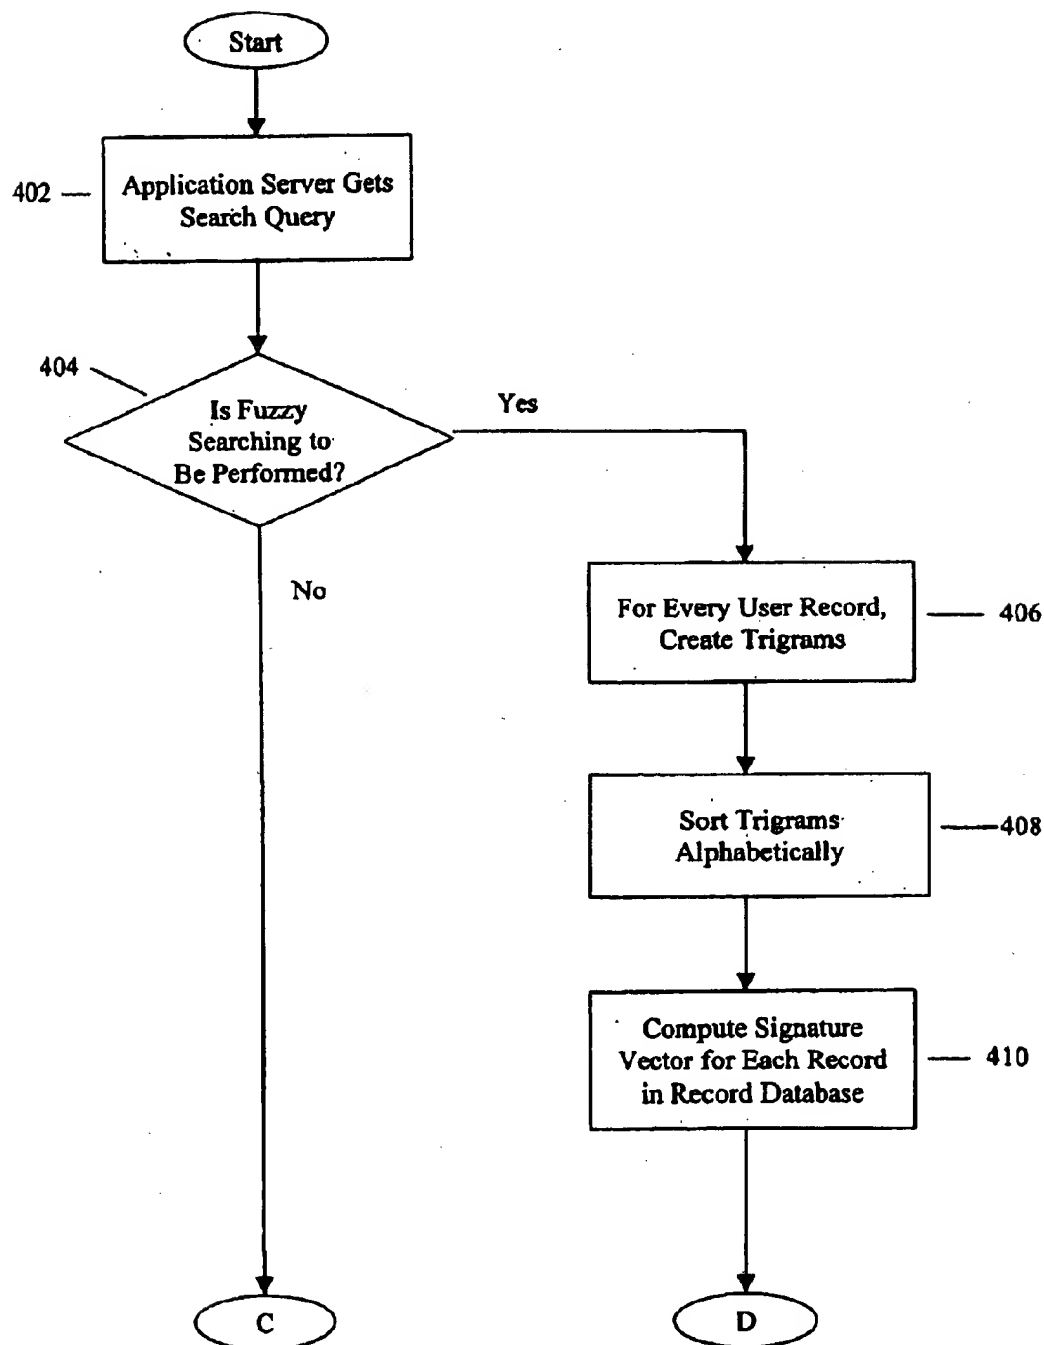 Start
402
Application Server Gets
Search Query
404
Is Fuzzy
Searching to
Be Performed?
Yes
No
For Every User Record,
Create Trigrams
406
Sort Trigrams
Alphabetically
408
Compute Signature
Vector for Each Record
in Record Database
410
C
D